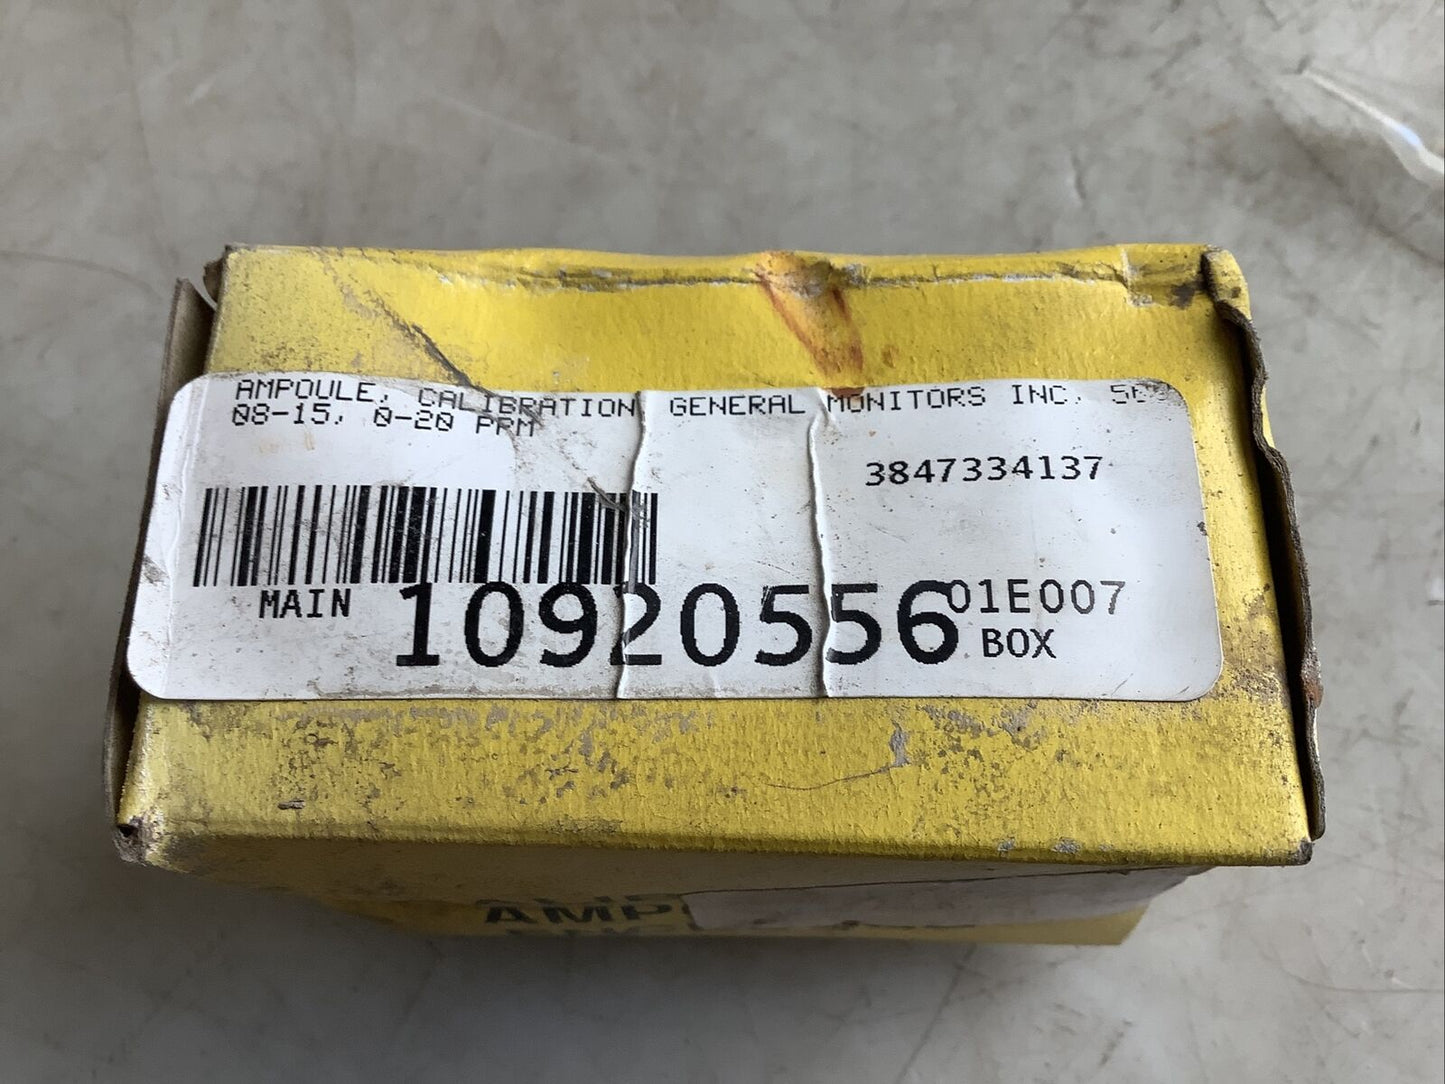 AMPOULE, CALIBRATION, GENERAL MONITORS INC,
08-15, 0-20 PPM
3847334137
MAIN 10920556 01E007
BOX